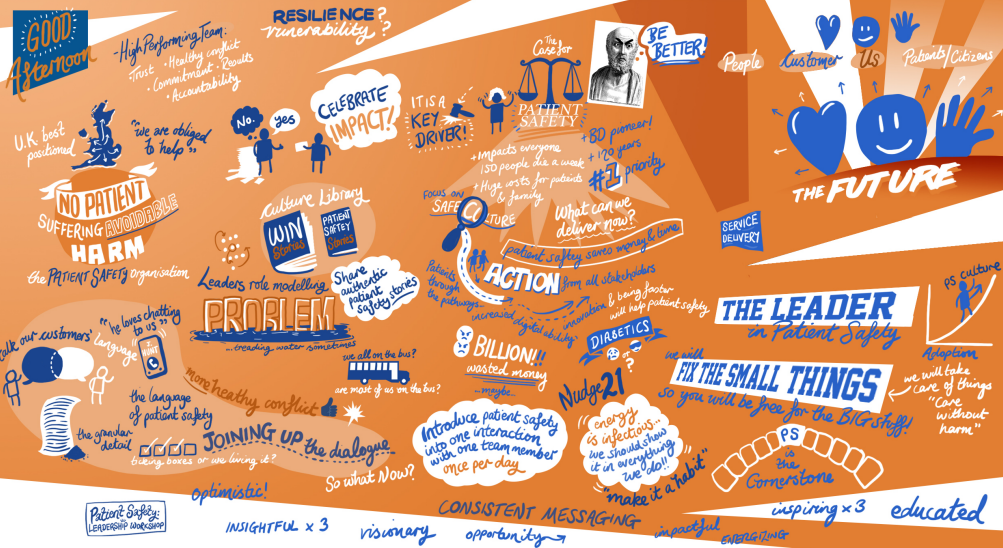 GOOD
Afternoon
- High Performing Team:
Trust • Healthy conflict
• Commitment • Results
• Accountability
RESILIENCE?
vunerability?
The
Case for
PATIENT
SAFETY
BE
BETTER!
People
Customer
Us
Patients/Citizens
THE FUTURE
U.K. best
positioned
"we are obliged
to help"
NO PATIENT
SUFFERING AVOIDABLE
HARM
the PATIENT SAFETY organisation
No.
yes
CELEBRATE
IMPACT!
IT IS A
KEY
DRIVER!
+ Impacts everyone
150 people die a week
+ Huge costs for patients
& family
+ BD pioneer!
+ 120 years
#1 priority
Culture Library
WIN
Stories
PATIENT
SAFTEY
Stories
Leaders role modelling
Share
authentic
patient
safety stories
PROBLEM
...treading water sometimes
FOCUS ON
SAFE CULTURE
What can we
deliver now?
patient saftey saves money & time
ACTION from all stakeholders
Patients
through
the pathways
increased digital ability,
innovation & being faster
will help patient safety
SERVICE
DELIVERY
THE LEADER
in Patient Safety
PS culture
Adoption
we will
FIX THE SMALL THINGS
so you will be free for the BIG stuff!
we will take
care of things
"Care
without
harm"
talk our customers'
language
"he loves chatting
to us"
the language
of patient safety
the granular
detail
ticking boxes or we living it?
more heathy conflict
JOINING UP the dialogue
So what Now?
we all on the bus?
are most of us on the bus?
BILLION!!!
wasted money
- maybe -
DIABETICS
or
?
Nudge 21
Introduce patient safety
into one interaction
with one team member
once per day
energy
is infectious...
we should show
it in everything
we do!!
"make it a habit"
PS
is
the
Cornerstone
Patient Safety:
LEADERSHIP WORKSHOP
Optimistic!
INSIGHTFUL x 3
visionary
opportunity
CONSISTENT MESSAGING
impactful
ENERGIZING
inspiring x 3
educated